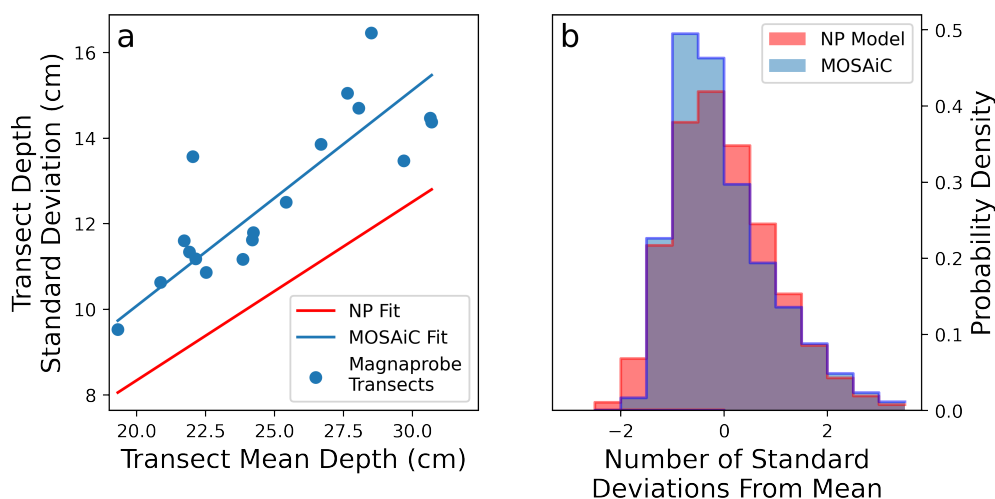 a
16
14
12
10
8
Transect Depth
Standard Deviation (cm)
20.0
22.5
25.0
27.5
30.0
Transect Mean Depth (cm)
NP Fit
MOSAiC Fit
Magnaprobe
Transects
b
NP Model
MOSAiC
0.5
0.4
0.3
0.2
0.1
0.0
Probability Density
−2
0
2
Number of Standard
Deviations From Mean